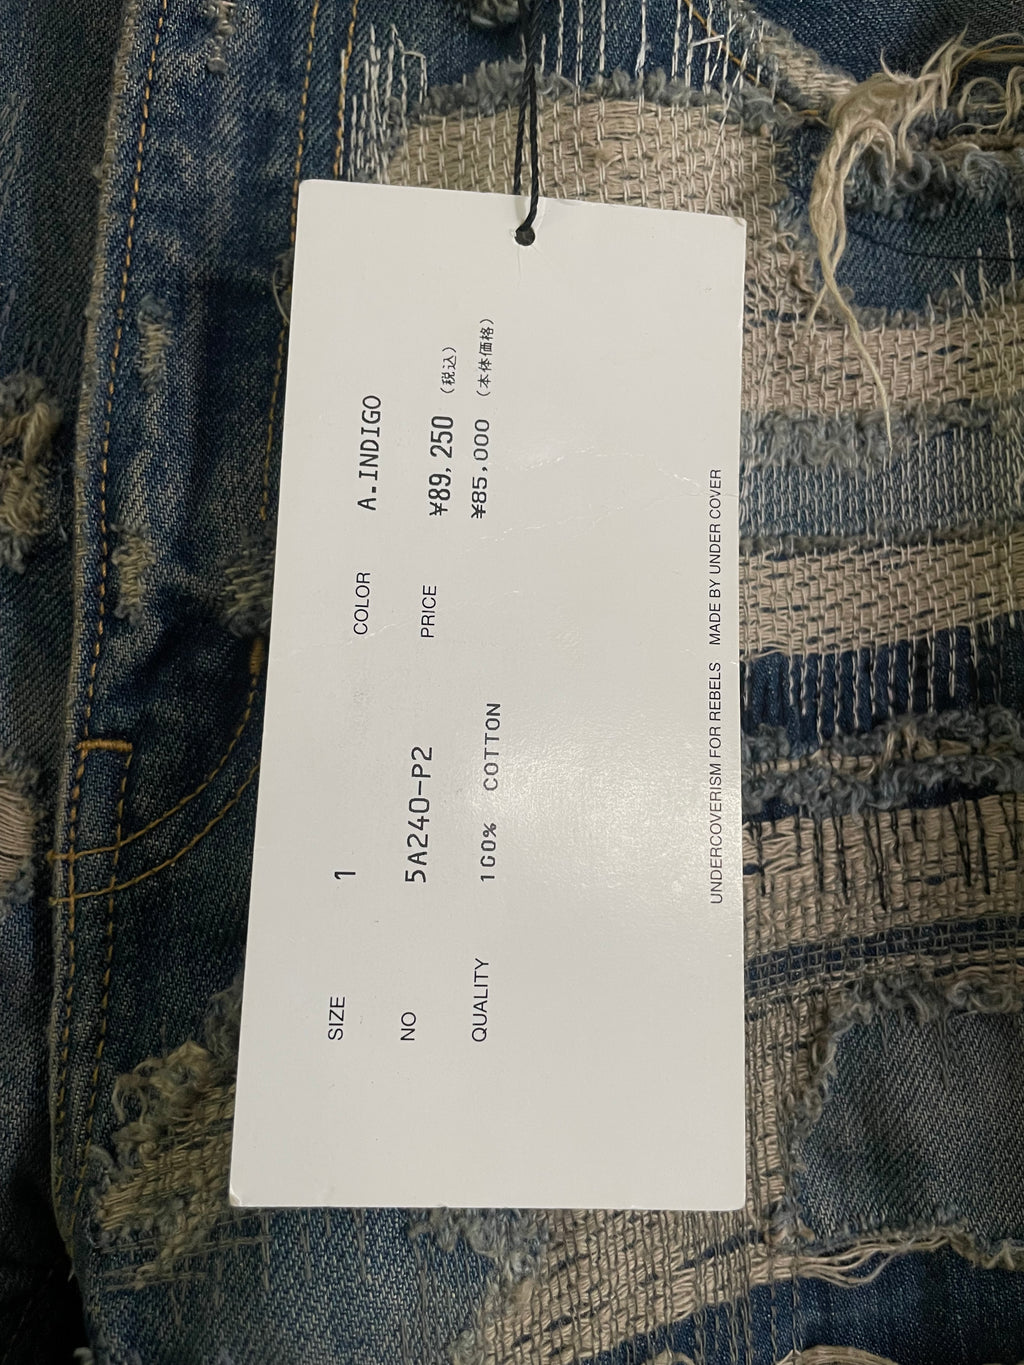 SIZE 1 COLOR A.INDIGO
NO 5A240-P2 PRICE ¥89,250 (税込)
QUALITY 100% COTTON ¥85,000 (本体価格)
UNDERCOVERISM FOR REBELS MADE BY UNDER COVER